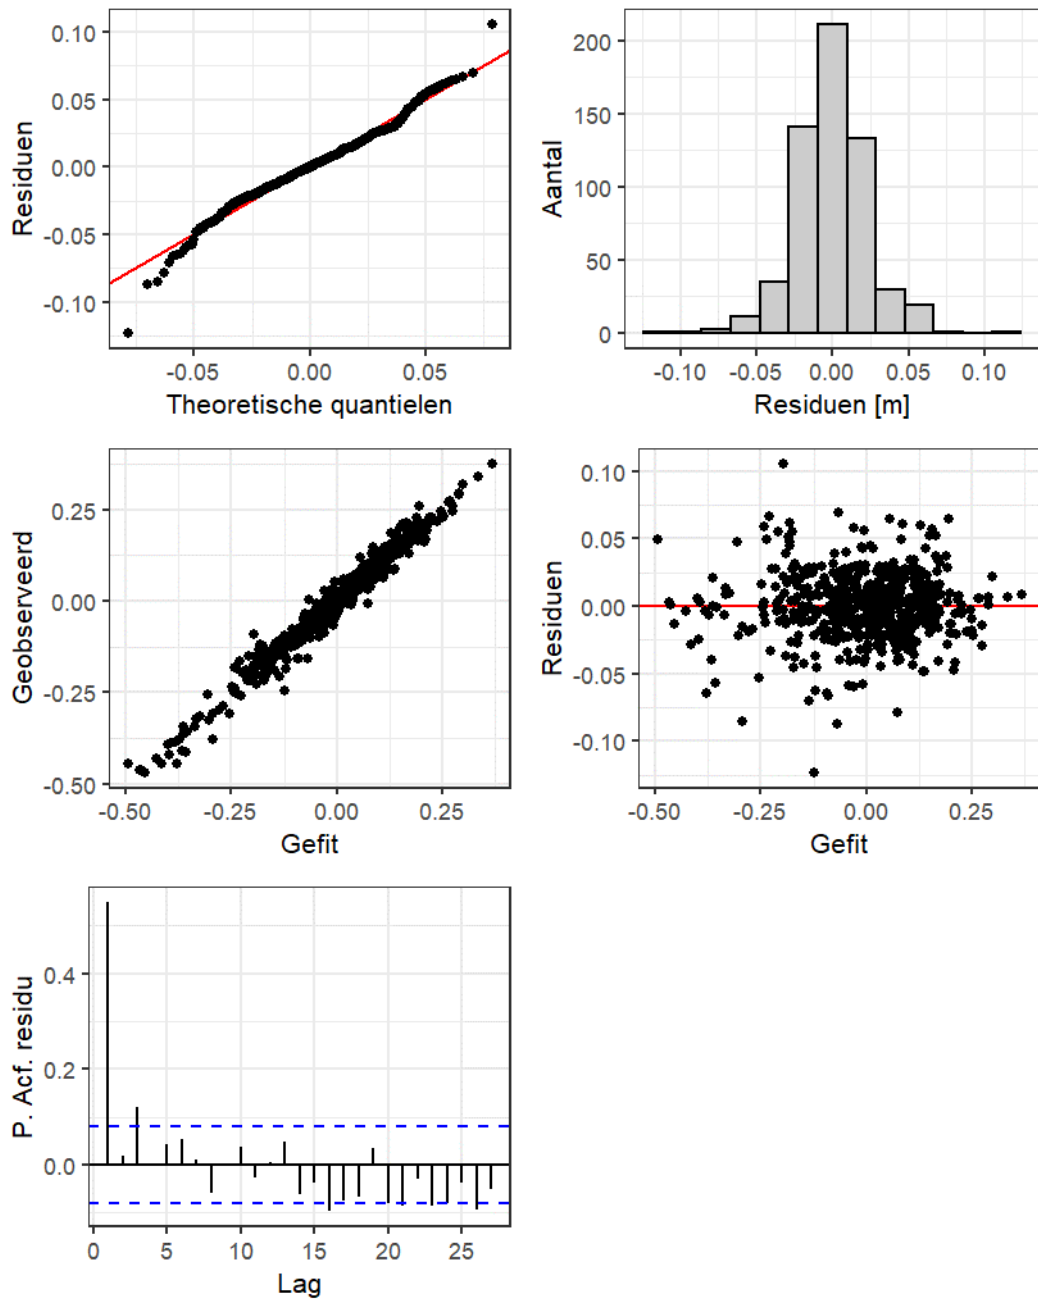 0.10
0.05
0.00
-0.05
-0.10
Residuen
-0.05 0.00 0.05
Theoretische quantielen
200
150
100
50
0
Aantal
-0.10 -0.05 0.00 0.05 0.10
Residuen [m]
0.25
0.00
-0.25
-0.50
Geobserveerd
-0.50 -0.25 0.00 0.25
Gefit
0.10
0.05
0.00
-0.05
-0.10
Residuen
-0.50 -0.25 0.00 0.25
Gefit
0.4
0.2
0.0
P. Acf. residu
0 5 10 15 20 25
Lag